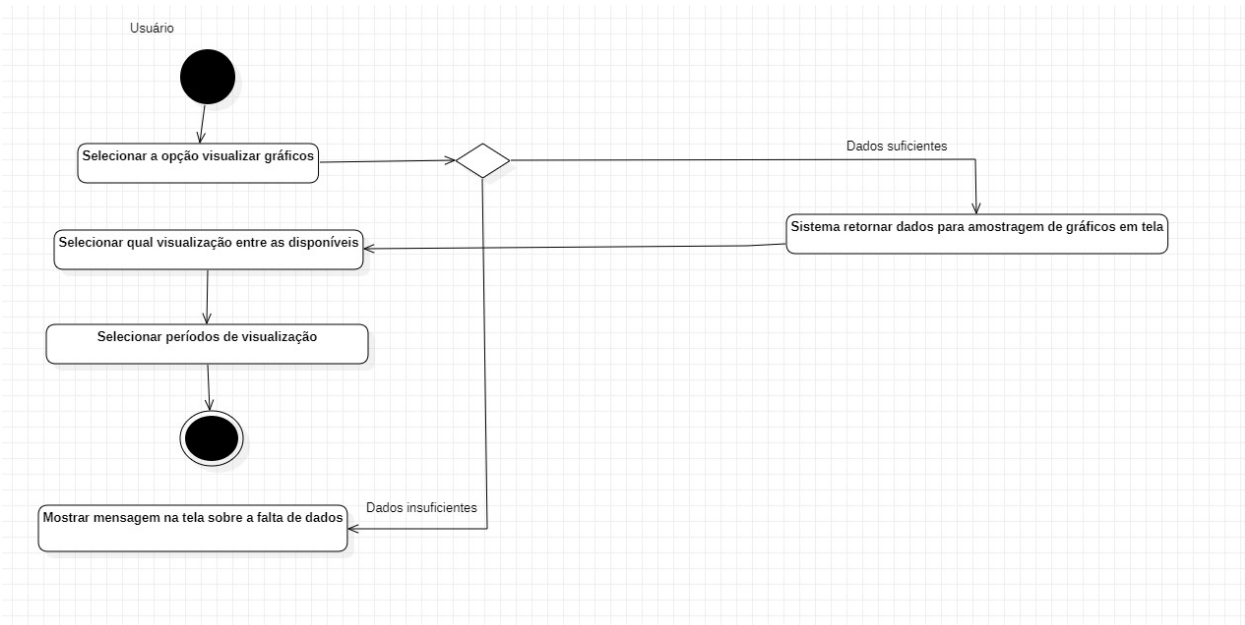 Usuário
Selecionar a opção visualizar gráficos
Dados suficientes
Sistema retornar dados para amostragem de gráficos em tela
Selecionar qual visualização entre as disponíveis
Selecionar períodos de visualização
Dados insuficientes
Mostrar mensagem na tela sobre a falta de dados